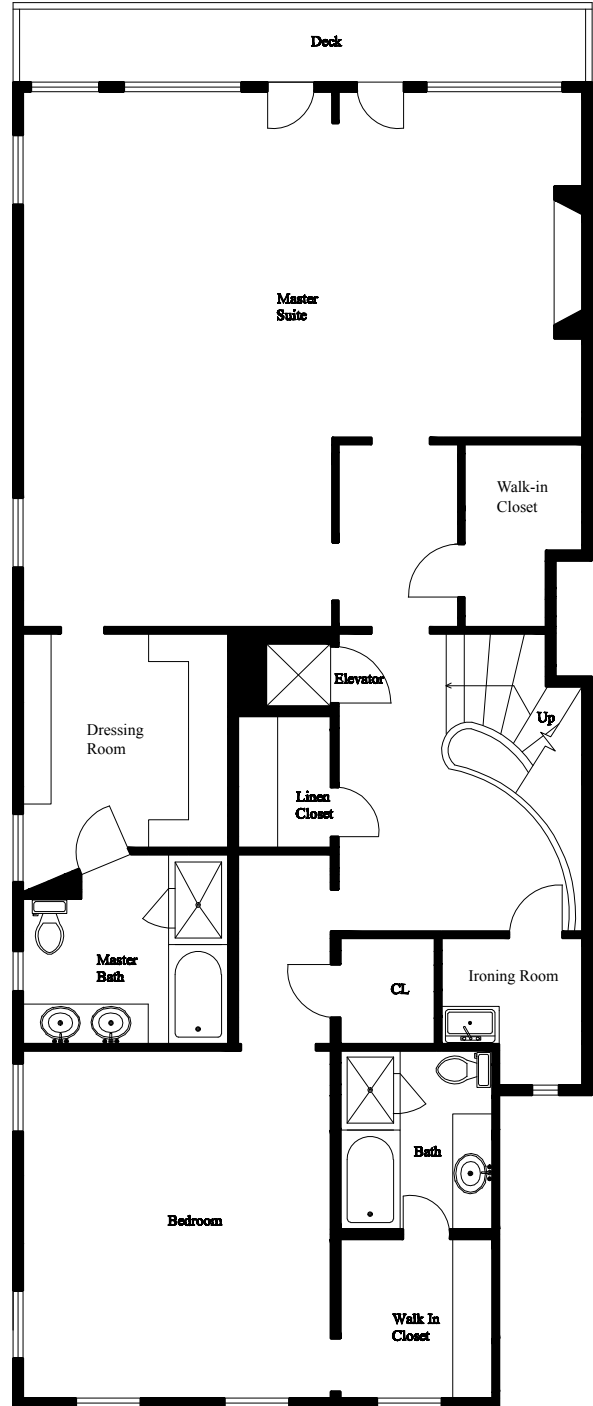 Deck
Master
Suite
Walk-in
Closet
Elevator
Up
Dressing
Room
Linen
Closet
Master
Bath
CL
Ironing Room
Bath
Bedroom
Walk In
Closet